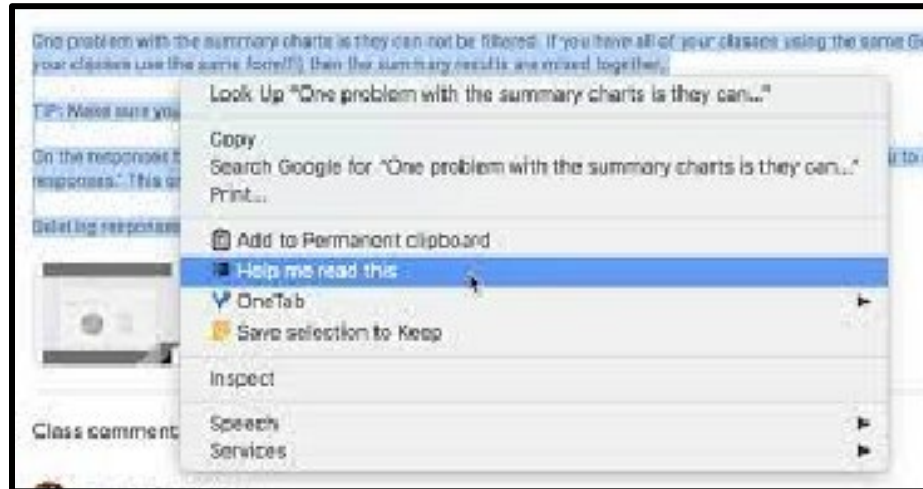 One problem with the summary charts is they can not be filtered. If you have all of your classes using the same
your classes use the same form!!!) then the summary results are mixed together.
TIP: Make sure you
On the responses
responses." This
Deleting responses
Look Up "One problem with the summary charts is they can..."
Copy
Search Google for "One problem with the summary charts is they can..."
Print...
Add to Permanent clipboard
Help me read this
OneTab
Save selection to Keep
Inspect
Speech
Services
Class comment